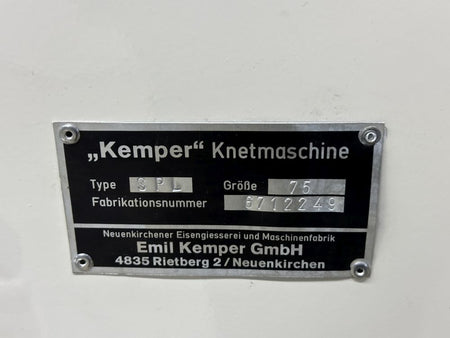 „Kemper“ Knetmaschine
Type SPL Größe 75
Fabrikationsnummer 6712249
Neuenkirchener Eisengiesserei und Maschinenfabrik
Emil Kemper GmbH
4835 Rietberg 2/Neuenkirchen